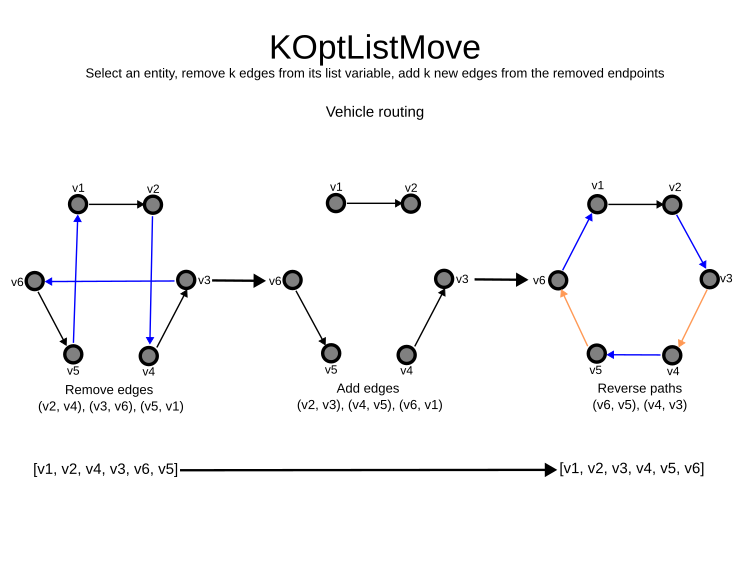 KOptListMove
Select an entity, remove k edges from its list variable, add k new edges from the removed endpoints
Vehicle routing
v1
v2
v6
v3
v5
v4
Remove edges
(v2, v4), (v3, v6), (v5, v1)
v1
v2
v6
v3
v5
v4
Add edges
(v2, v3), (v4, v5), (v6, v1)
v1
v2
v6
v3
v5
v4
Reverse paths
(v6, v5), (v4, v3)
[v1, v2, v4, v3, v6, v5]
[v1, v2, v3, v4, v5, v6]